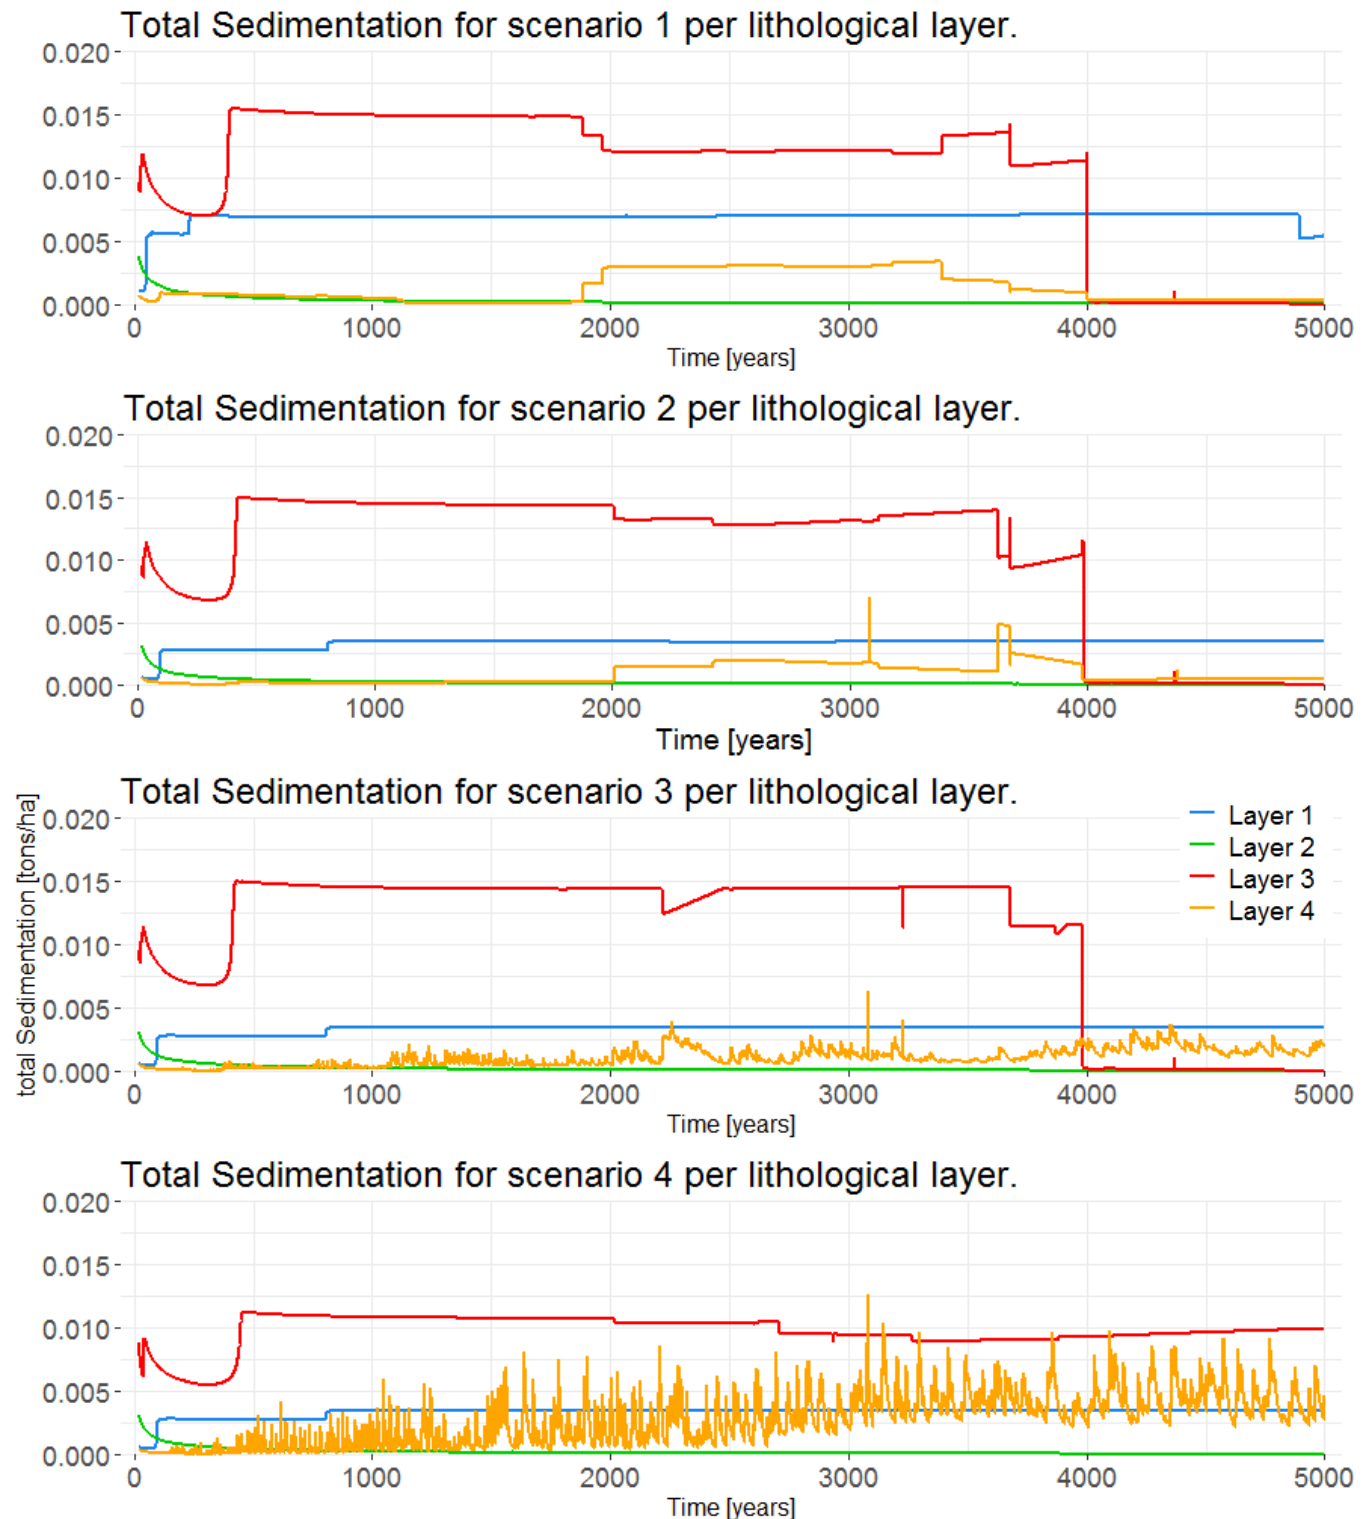 Total Sedimentation for scenario 1 per lithological layer.
0.020
0.015
0.010
0.005
0.000
0 1000 2000 3000 4000 5000
Time [years]
Total Sedimentation for scenario 2 per lithological layer.
0.020
0.015
0.010
0.005
0.000
0 1000 2000 3000 4000 5000
Time [years]
Total Sedimentation for scenario 3 per lithological layer.
total Sedimentation [tons/ha]
0.020
0.015
0.010
0.005
0.000
Layer 1
Layer 2
Layer 3
Layer 4
0 1000 2000 3000 4000 5000
Time [years]
Total Sedimentation for scenario 4 per lithological layer.
0.020
0.015
0.010
0.005
0.000
0 1000 2000 3000 4000 5000
Time [years]